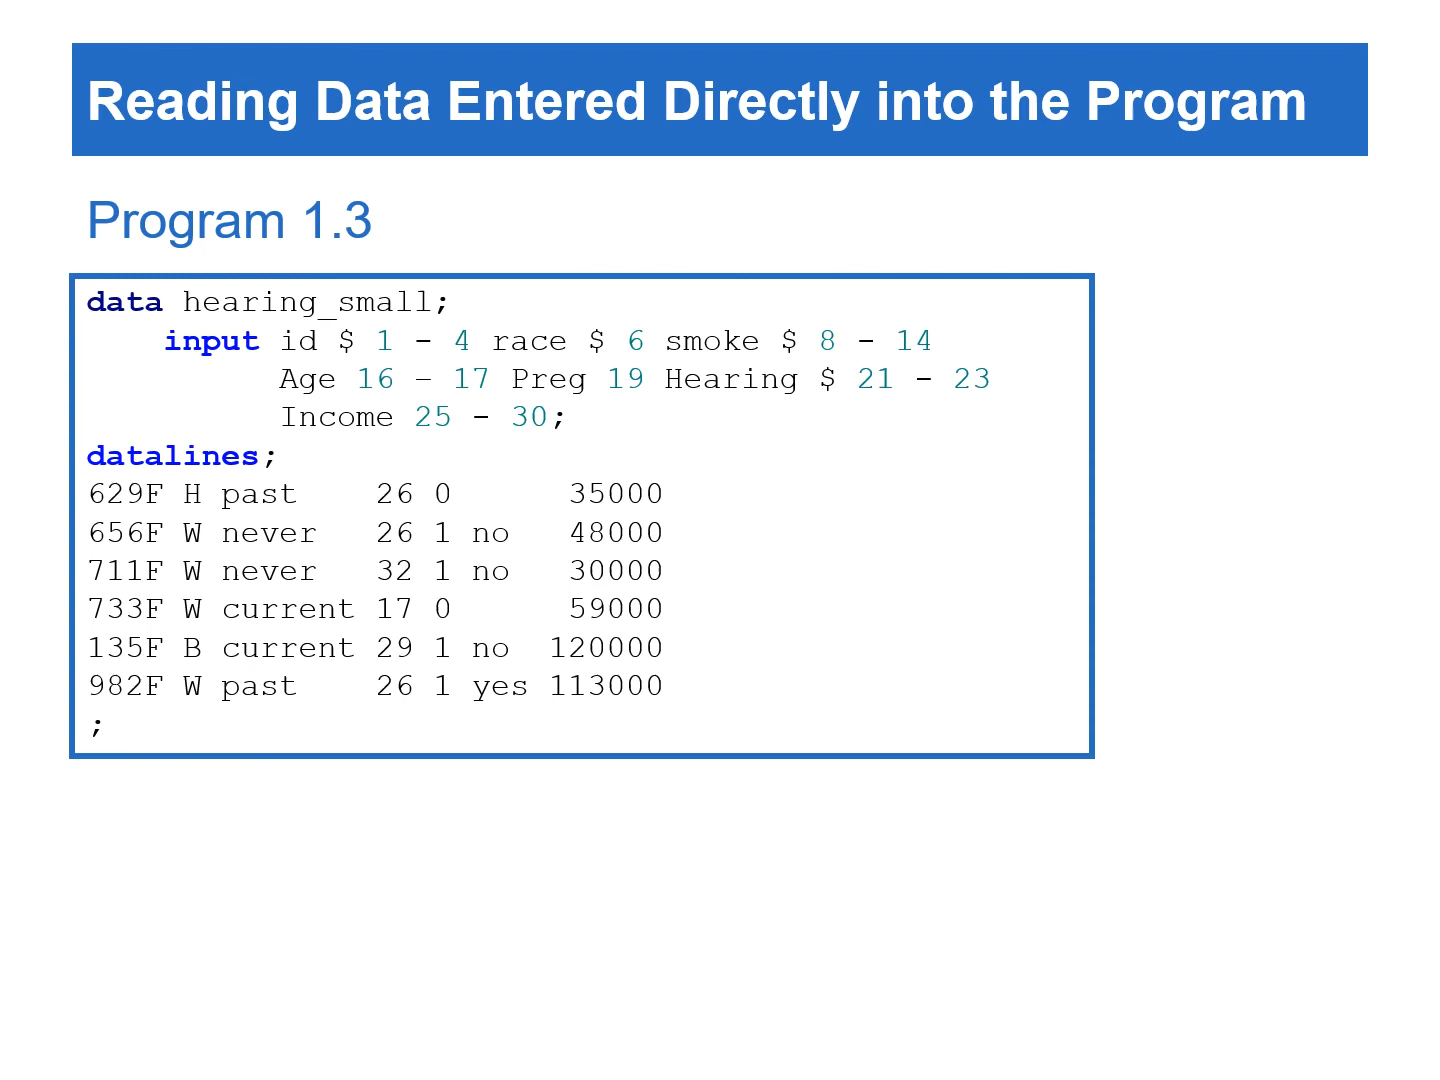 Reading Data Entered Directly into the Program
Program 1.3
data hearing_small;
    input id $ 1 - 4 race $ 6 smoke $ 8 - 14
          Age 16 – 17 Preg 19 Hearing $ 21 - 23
          Income 25 - 30;
datalines;
629F H past    26 0      35000
656F W never   26 1 no   48000
711F W never   32 1 no   30000
733F W current 17 0      59000
135F B current 29 1 no  120000
982F W past    26 1 yes 113000
;